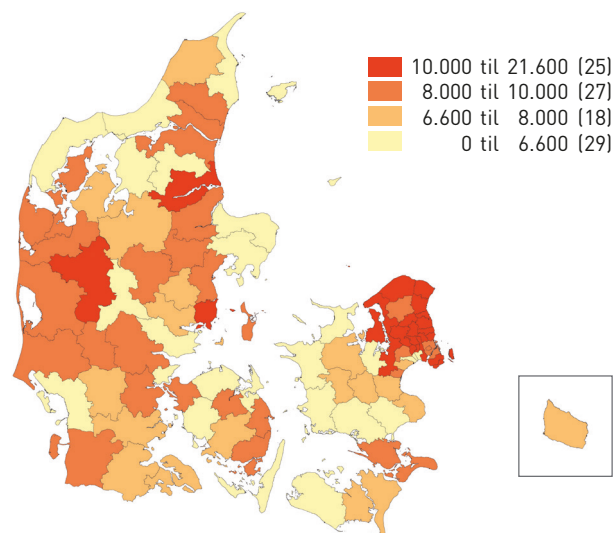 10.000 til 21.600 (25)
8.000 til 10.000 (27)
6.600 til 8.000 (18)
0 til 6.600 (29)